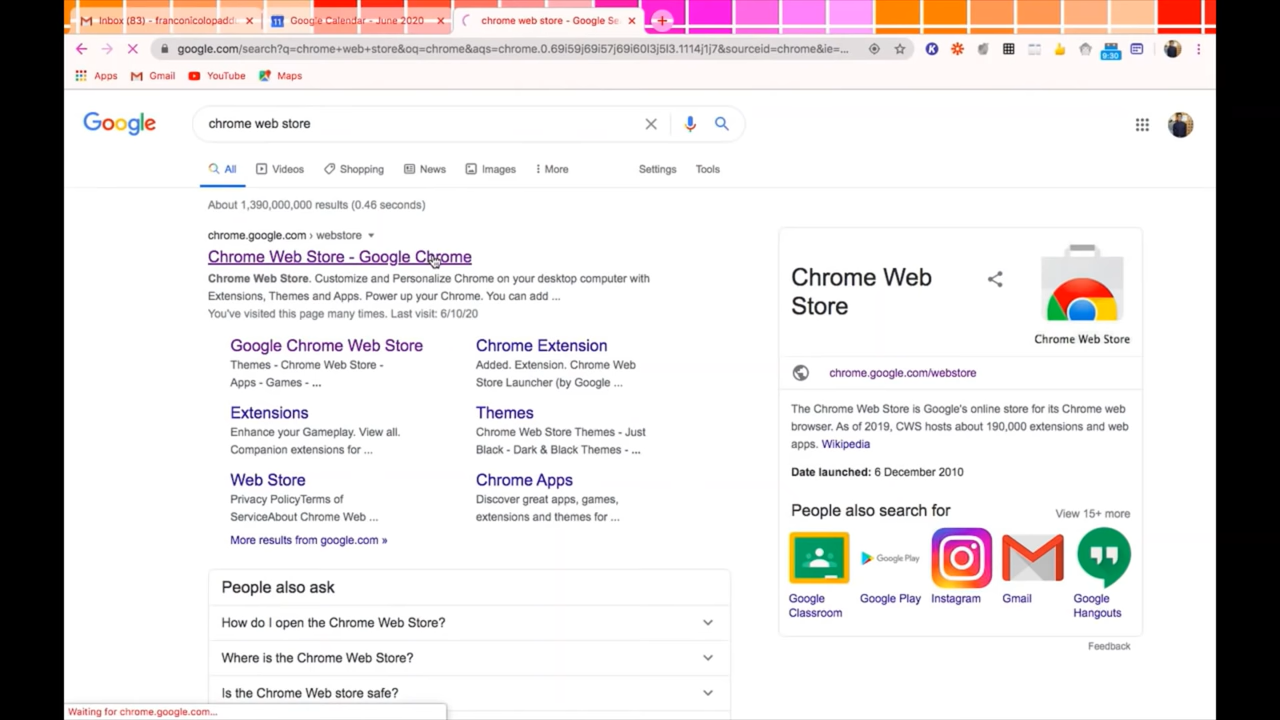 Inbox (83) - franconicolopadd
Google Calendar - June 2020
chrome web store - Google Se
google.com/search?q=chrome+web+store&oq=chrome&aqs=chrome.0.69i59j69i57j69i60l3j5l3.1114j1j7&sourceid=chrome&ie=...
9:30
Apps
Gmail
YouTube
Maps
Google
chrome web store
All
Videos
Shopping
News
Images
More
Settings
Tools
About 1,390,000,000 results (0.46 seconds)
chrome.google.com › webstore
Chrome Web Store - Google Chrome
Chrome Web Store. Customize and Personalize Chrome on your desktop computer with
Extensions, Themes and Apps. Power up your Chrome. You can add ...
You've visited this page many times. Last visit: 6/10/20
Google Chrome Web Store
Themes - Chrome Web Store -
Apps - Games - ...
Chrome Extension
Added. Extension. Chrome Web
Store Launcher (by Google ...
Extensions
Enhance your Gameplay. View all.
Companion extensions for ...
Themes
Chrome Web Store Themes - Just
Black - Dark & Black Themes - ...
Web Store
Privacy PolicyTerms of
ServiceAbout Chrome Web ...
Chrome Apps
Discover great apps, games,
extensions and themes for ...
More results from google.com »
People also ask
How do I open the Chrome Web Store?
Where is the Chrome Web Store?
Is the Chrome Web store safe?
Chrome Web
Store
Chrome Web Store
chrome.google.com/webstore
The Chrome Web Store is Google's online store for its Chrome web
browser. As of 2019, CWS hosts about 190,000 extensions and web
apps. Wikipedia
Date launched: 6 December 2010
People also search for
View 15+ more
Google Play
Google
Classroom
Google Play
Instagram
Gmail
Google
Hangouts
Feedback
Waiting for chrome.google.com...